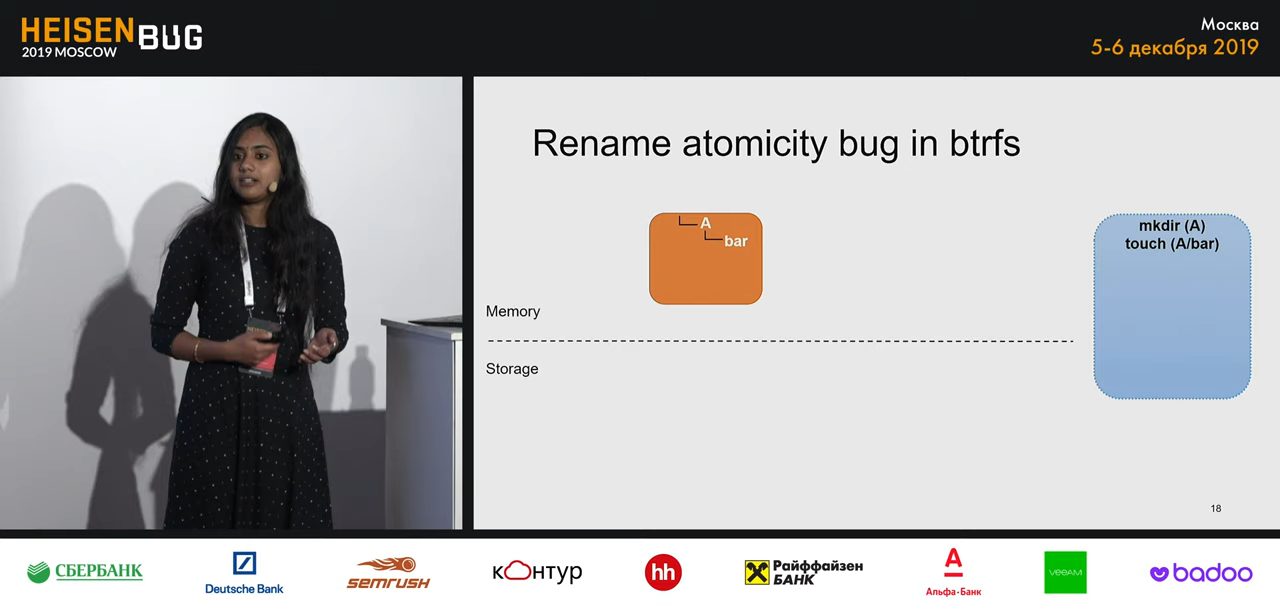 HEISENBUG
2019 MOSCOW
Москва
5-6 декабря 2019
Rename atomicity bug in btrfs
A
bar
mkdir (A)
touch (A/bar)
Memory
Storage
18
СБЕРБАНК
Deutsche Bank
semrush
контур
hh
Райффайзен
БАНК
А
Альфа·Банк
veeam
badoo